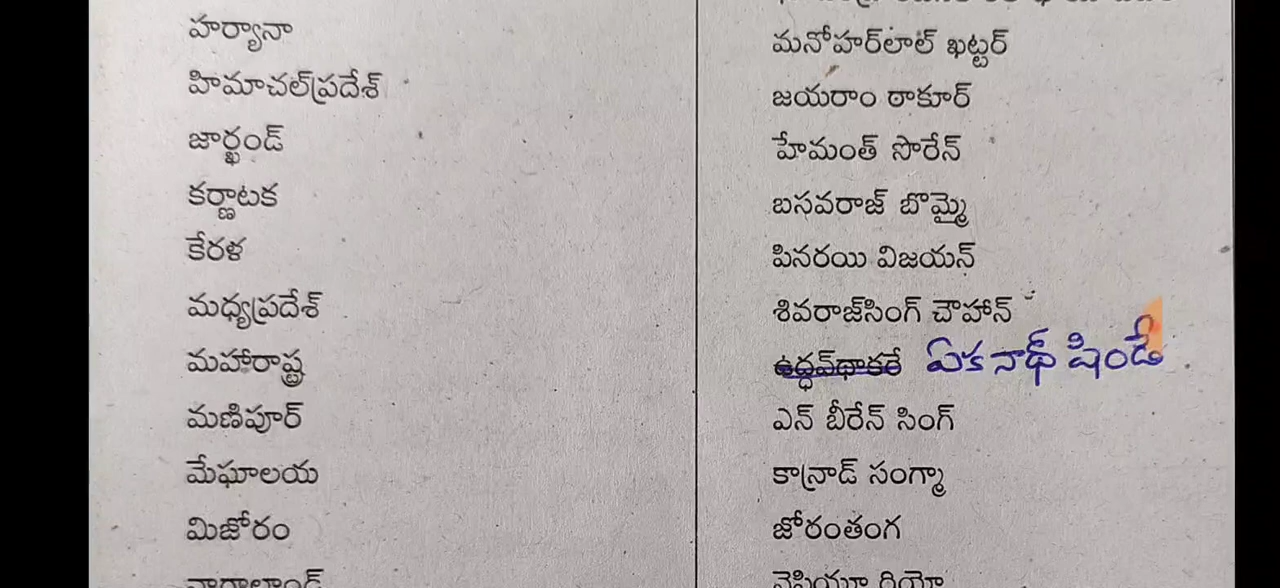 హర్యానా
మనోహర్‌లాల్ ఖట్టర్
హిమాచల్‌ప్రదేశ్
జయరాం ఠాకూర్
జార్ఖండ్
హేమంత్ సొరేన్
కర్ణాటక
బసవరాజ్ బొమ్మై
కేరళ
పినరయి విజయన్
మధ్యప్రదేశ్
శివరాజ్‌సింగ్ చౌహాన్
మహారాష్ట్ర
ఉద్ధవ్‌థాకరే ఏకనాథ్ షిండే
మణిపూర్
ఎన్ బీరేన్ సింగ్
మేఘాలయ
కాన్రాడ్ సంగ్మా
మిజోరం
జోరంతంగ
నాగాలాండ్